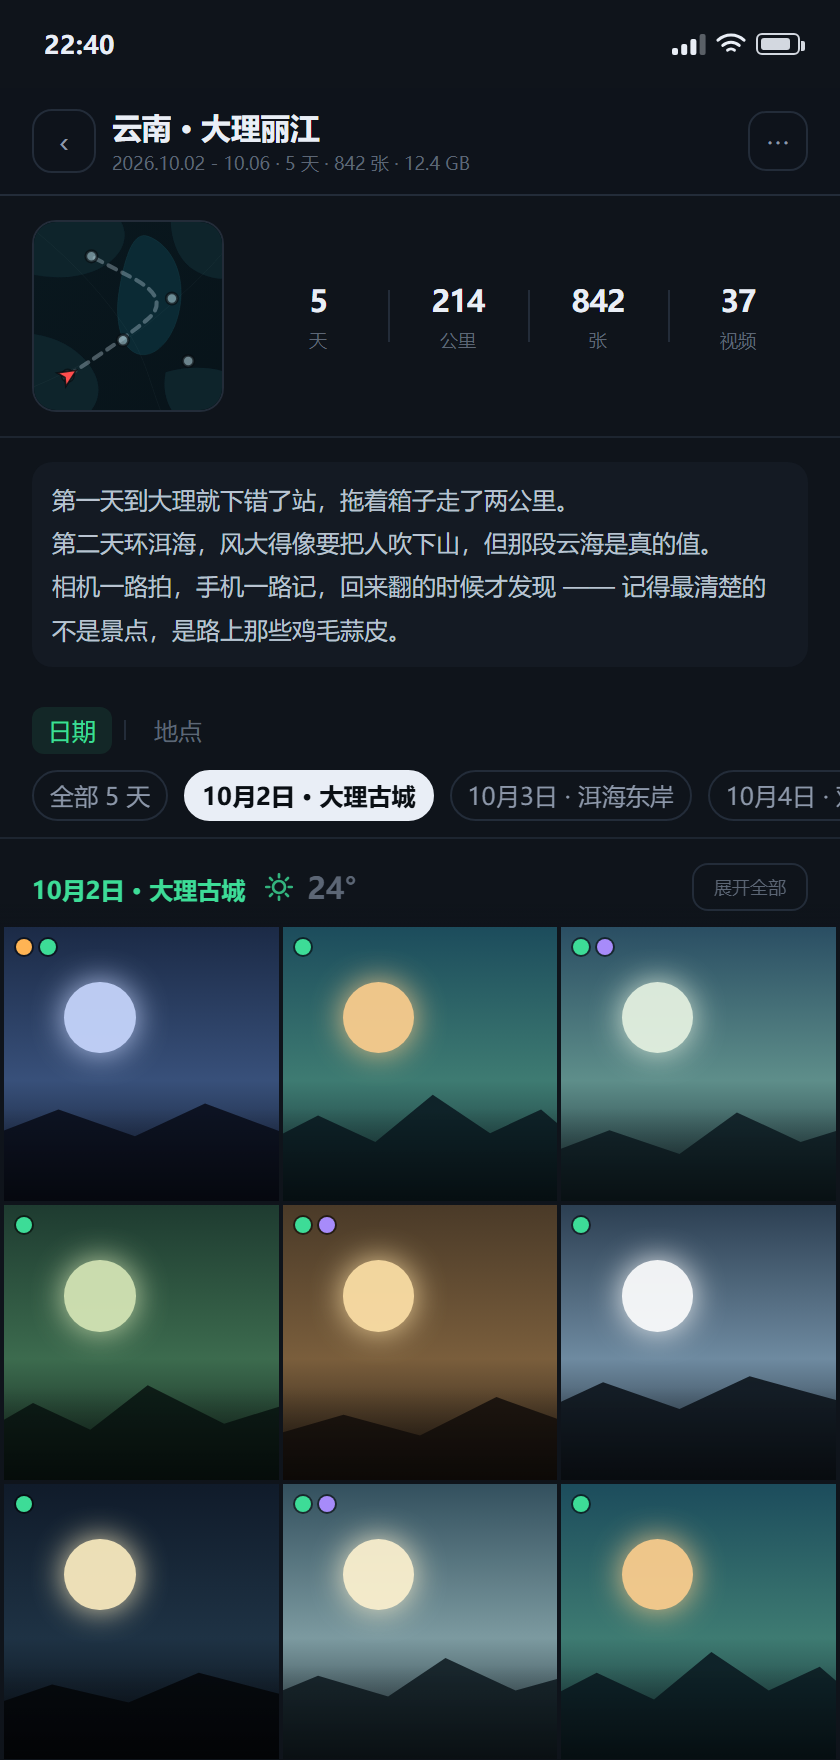 22:40
‹ 云南 · 大理丽江 ···
2026.10.02 - 10.06 · 5 天 · 842 张 · 12.4 GB
5 214 842 37
天 公里 张 视频
第一天到大理就下错了站，拖着箱子走了两公里。
第二天环洱海，风大得像要把人吹下山，但那段云海是真的值。
相机一路拍，手机一路记，回来翻的时候才发现 —— 记得最清楚的
不是景点，是路上那些鸡毛蒜皮。
日期 地点
全部 5 天 10月2日 · 大理古城 10月3日 · 洱海东岸 10月4日 ·
10月2日 · 大理古城 24° 展开全部